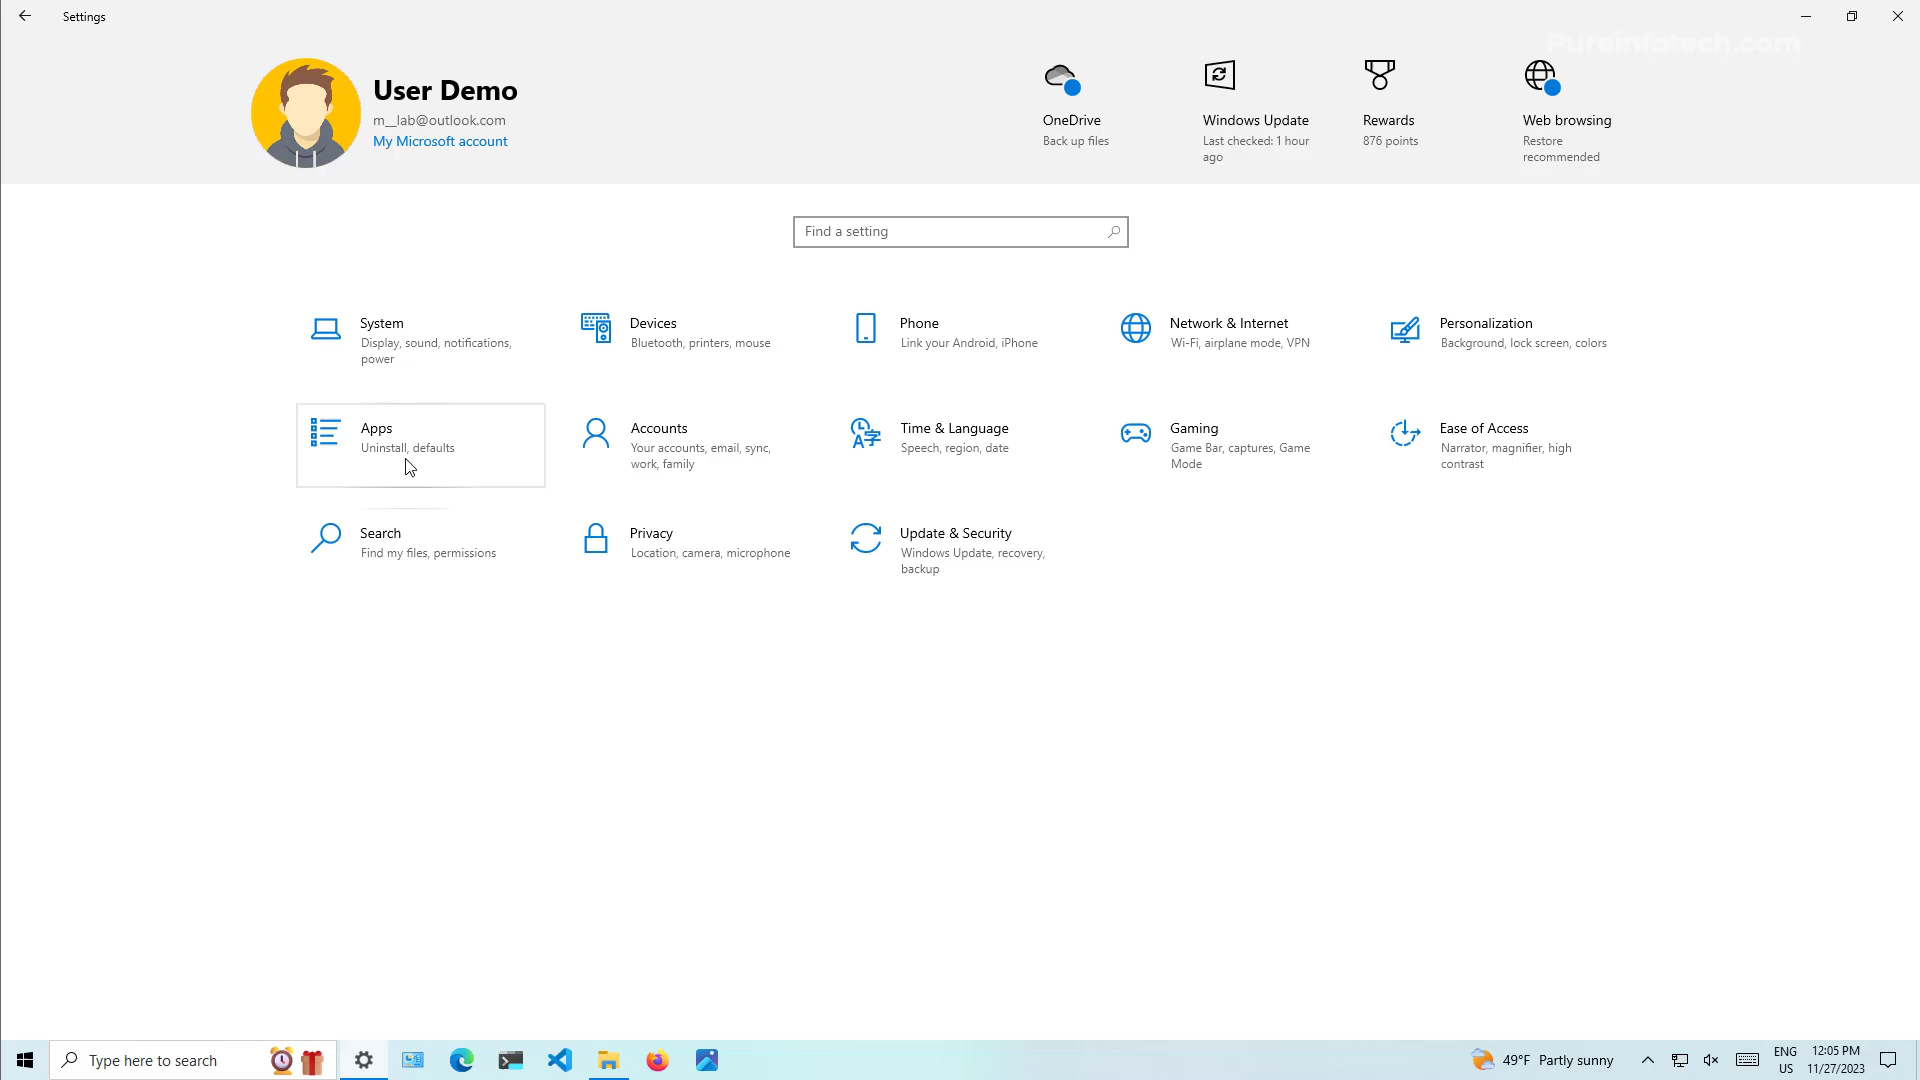 Settings
Pureinfotech.com
User Demo
m__lab@outlook.com
My Microsoft account
OneDrive
Back up files
Windows Update
Last checked: 1 hour
ago
Rewards
876 points
Web browsing
Restore
recommended
Find a setting
System
Display, sound, notifications,
power
Devices
Bluetooth, printers, mouse
Phone
Link your Android, iPhone
Network & Internet
Wi-Fi, airplane mode, VPN
Personalization
Background, lock screen, colors
Apps
Uninstall, defaults
Accounts
Your accounts, email, sync,
work, family
Time & Language
Speech, region, date
Gaming
Game Bar, captures, Game
Mode
Ease of Access
Narrator, magnifier, high
contrast
Search
Find my files, permissions
Privacy
Location, camera, microphone
Update & Security
Windows Update, recovery,
backup
Type here to search
49°F Partly sunny
ENG
US
12:05 PM
11/27/2023